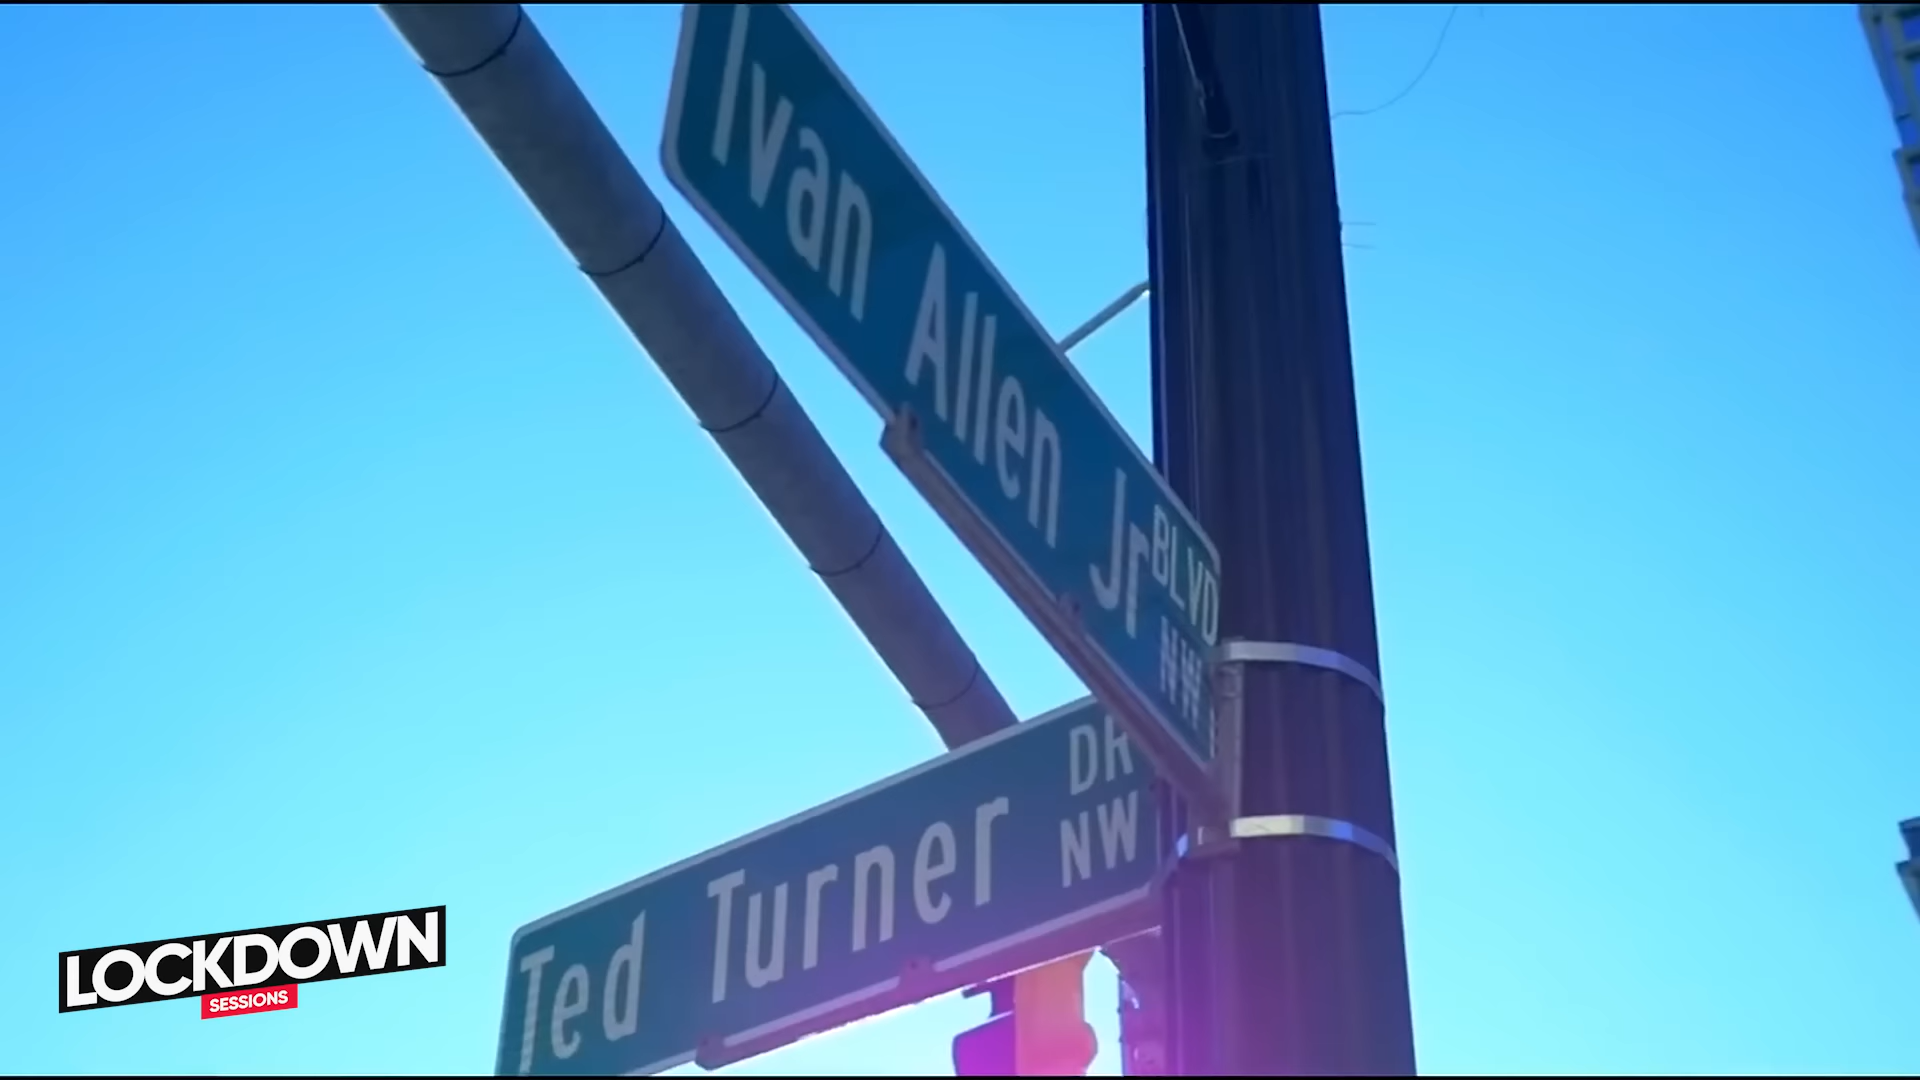 Ivan Allen Jr BLVD
NW
Ted Turner DR
NW
LOCKDOWN
SESSIONS